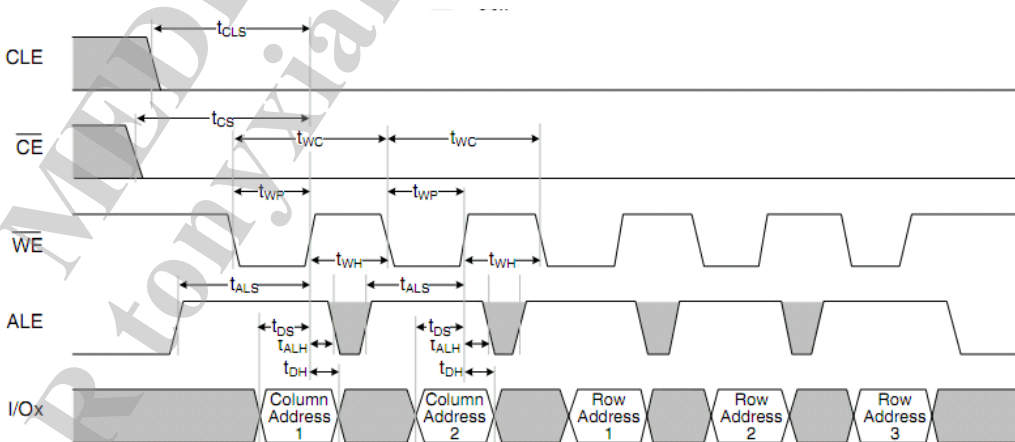 tCLS
CLE
tCS
CE
tWC
tWC
tWP
tWP
WE
tWH
tWH
tALS
tALS
ALE
tDS
tDS
tALH
tALH
tDH
tDH
I/Ox
Column Address 1
Column Address 2
Row Address 1
Row Address 2
Row Address 3